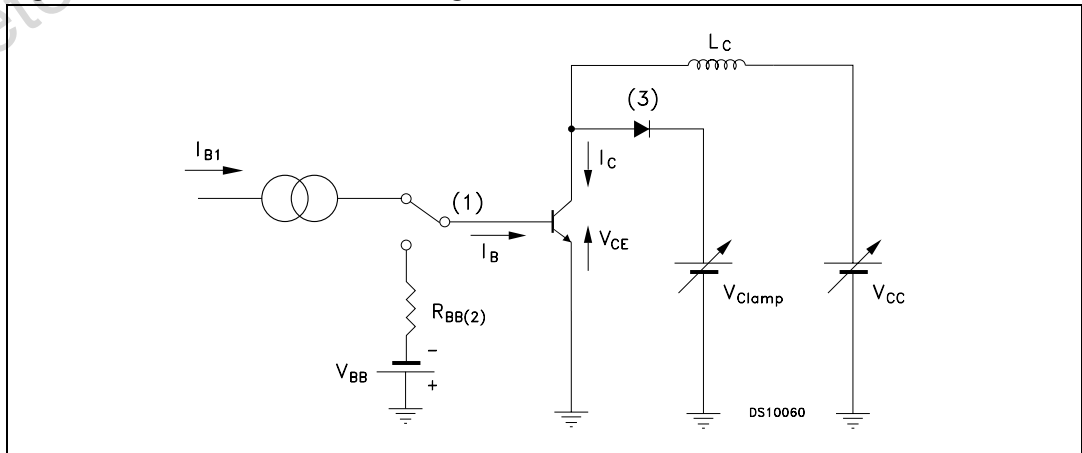 L_C
(3)
I_B1
I_C
(1)
I_B
V_CE
R_BB(2)
V_Clamp
V_CC
−
V_BB
+
DS10060